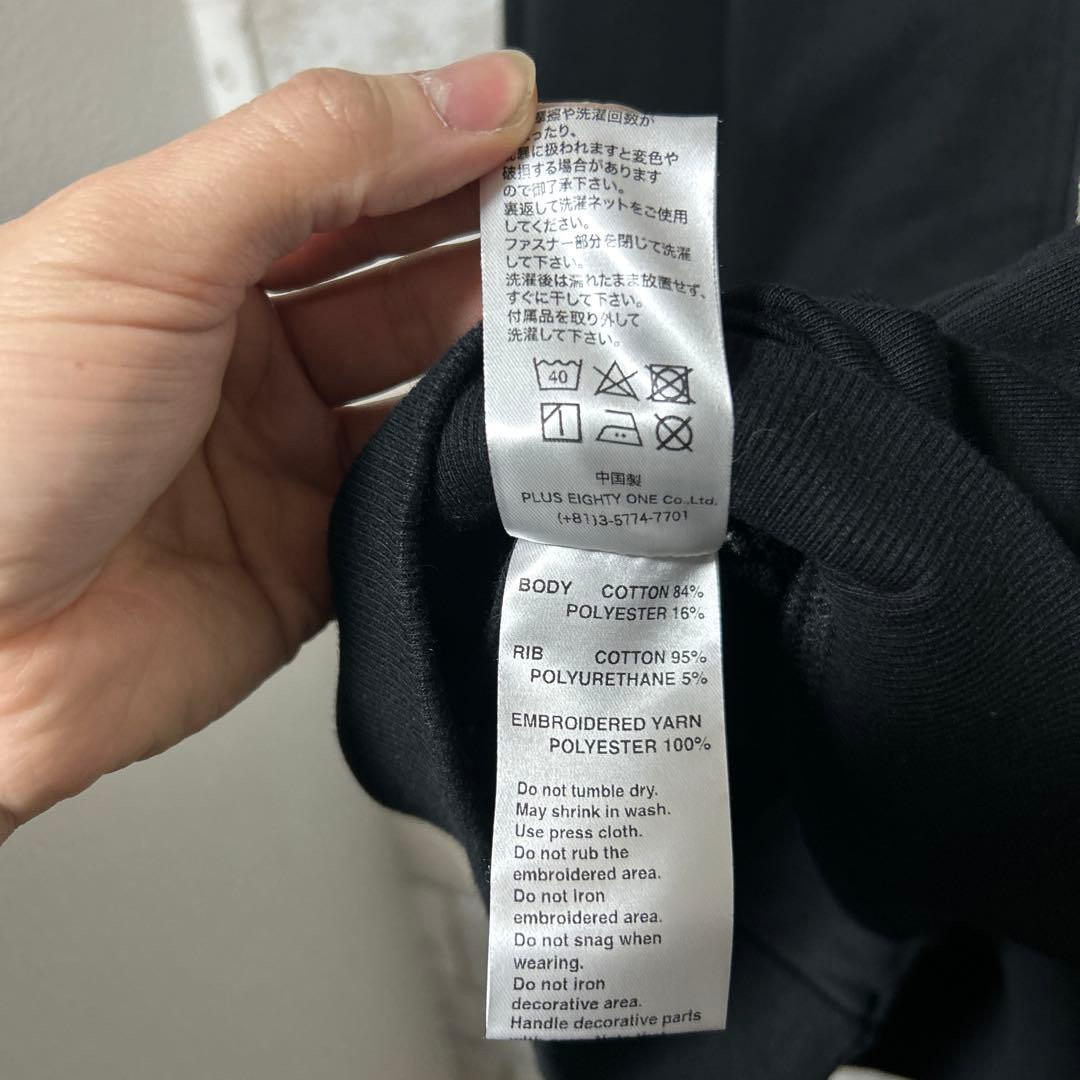 擦や洗濯回数が
ったり、
に扱われますと変色や
破損する場合があります
ので御了承下さい。
裏返して洗濯ネットをご使用
してください。
ファスナー部分を閉じて洗濯
して下さい。
洗濯後は濡れたまま放置せず、
すぐに干して下さい。
付属品を取り外して
洗濯して下さい。
40
中国製
PLUS EIGHTY ONE Co.,Ltd.
(+81)3-5774-7701
BODY COTTON 84%
POLYESTER 16%
RIB COTTON 95%
POLYURETHANE 5%
EMBROIDERED YARN
POLYESTER 100%
Do not tumble dry.
May shrink in wash.
Use press cloth.
Do not rub the
embroidered area.
Do not iron
embroidered area.
Do not snag when
wearing.
Do not iron
decorative area.
Handle decorative parts